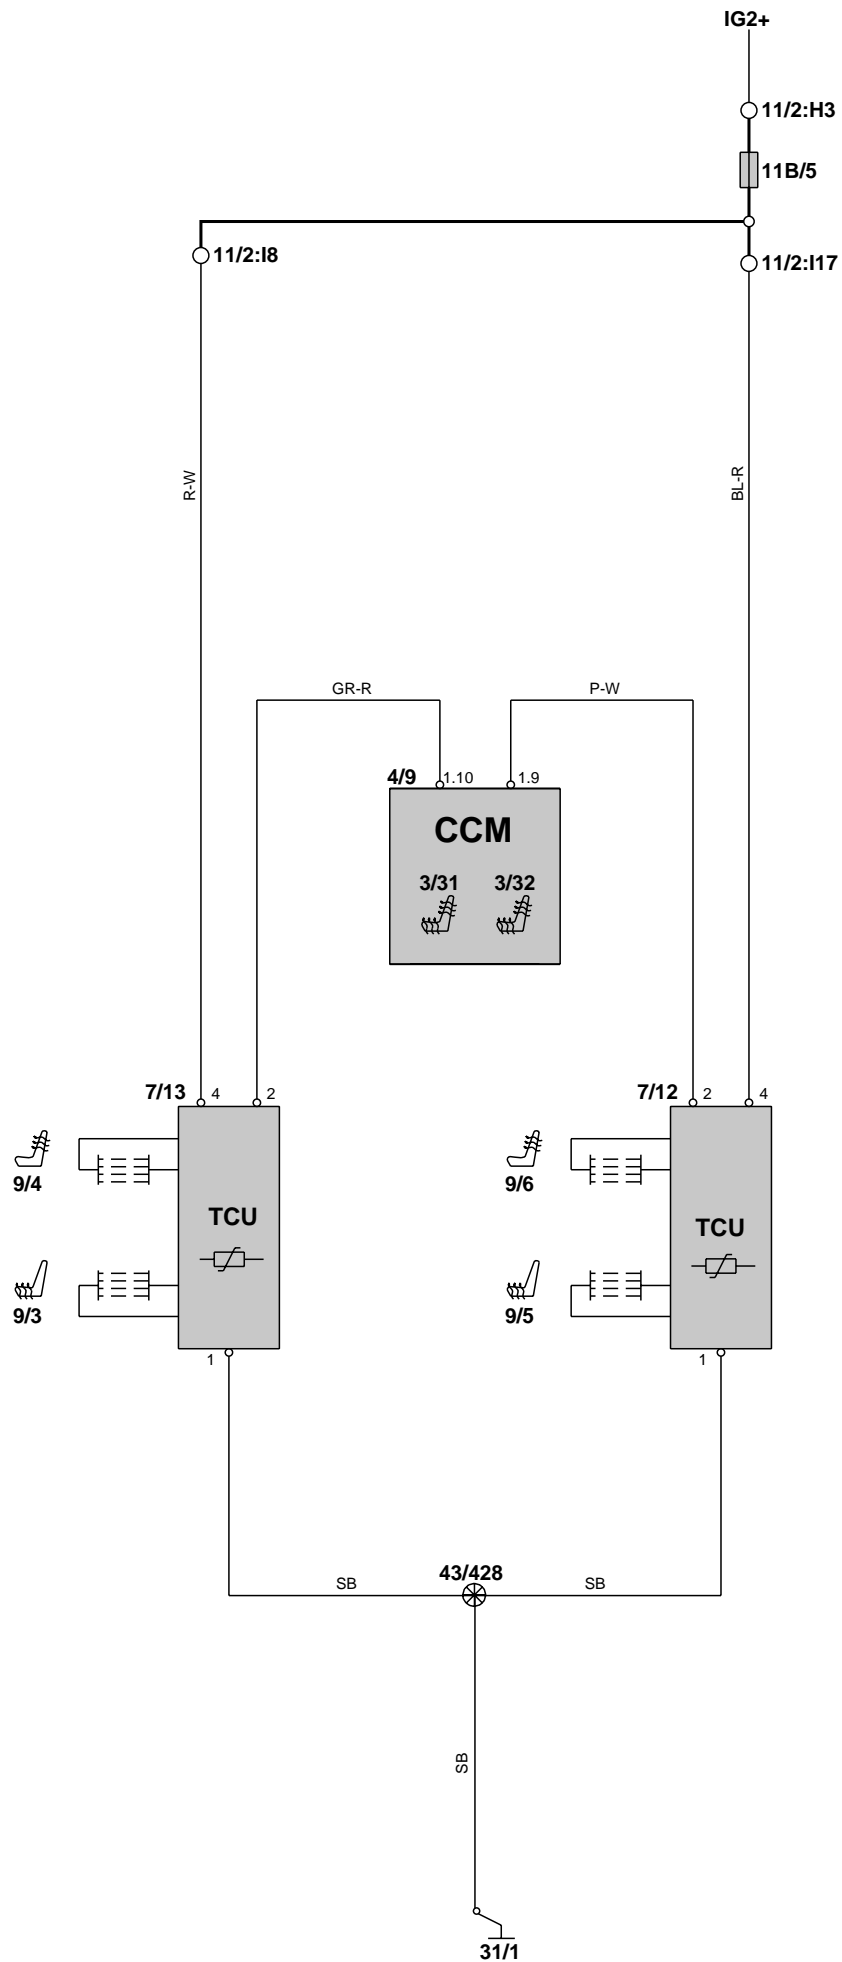 IG2+
11/2:H3
11B/5
11/2:I8
11/2:I17
R-W
BL-R
GR-R
P-W
4/9
1.10
1.9
CCM
3/31
3/32
7/13
4
2
7/12
2
4
9/4
9/6
TCU
TCU
9/3
9/5
1
1
43/428
SB
SB
SB
31/1